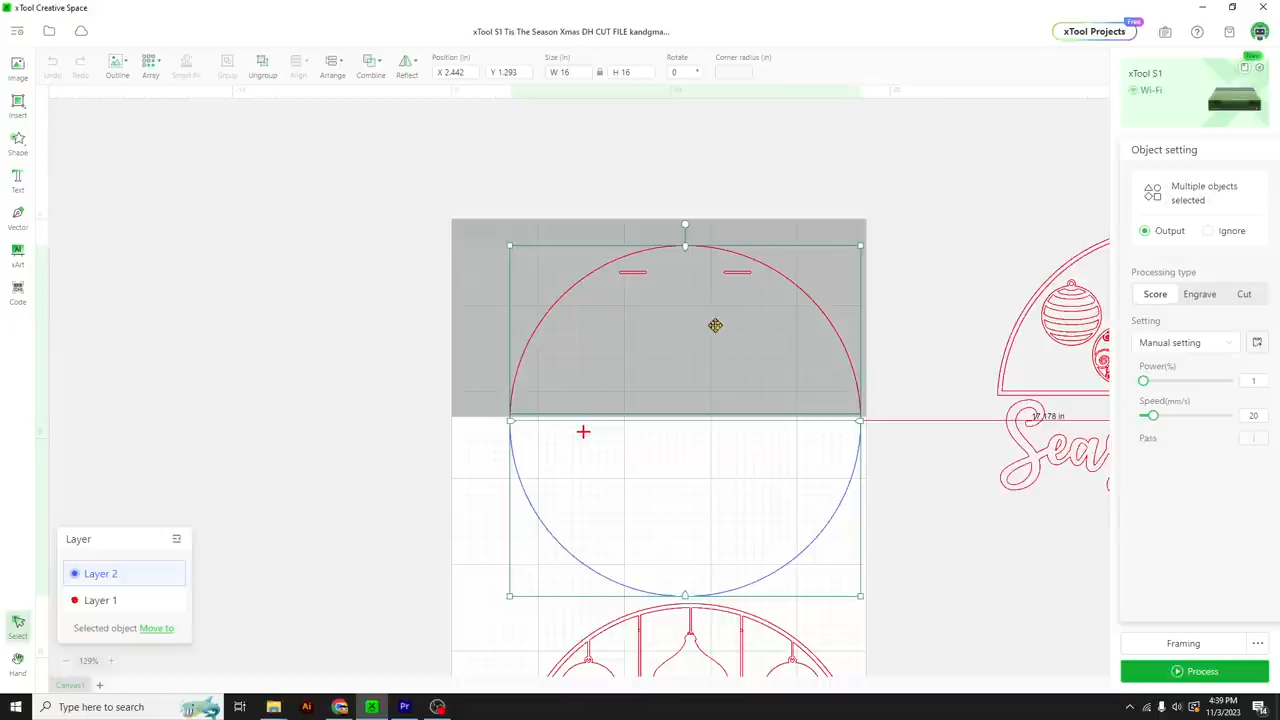 xTool Creative Space
xTool S1 Tis The Season Xmas DH CUT FILE kandgma...
Free
xTool Projects
Undo
Redo
Outline
Array
Smart Fill
Group
Ungroup
Align
Arrange
Combine
Reflect
Position (in)
X 2.442
Y 1.293
Size (in)
W 16
H 16
Rotate
0
Corner radius (in)
Image
Insert
Shape
Text
Vector
xArt
Code
Select
Hand
New
xTool S1
Wi-Fi
Object setting
Multiple objects
selected
Output
Ignore
Processing type
Score
Engrave
Cut
Setting
Manual setting
Power(%)
1
Speed(mm/s)
20
Pass
17.178 in
Sea
Layer
Layer 2
Layer 1
Selected object Move to
129%
Canvas1
Framing
Process
Type here to search
Ai
Pr
4:39 PM
11/3/2023
14